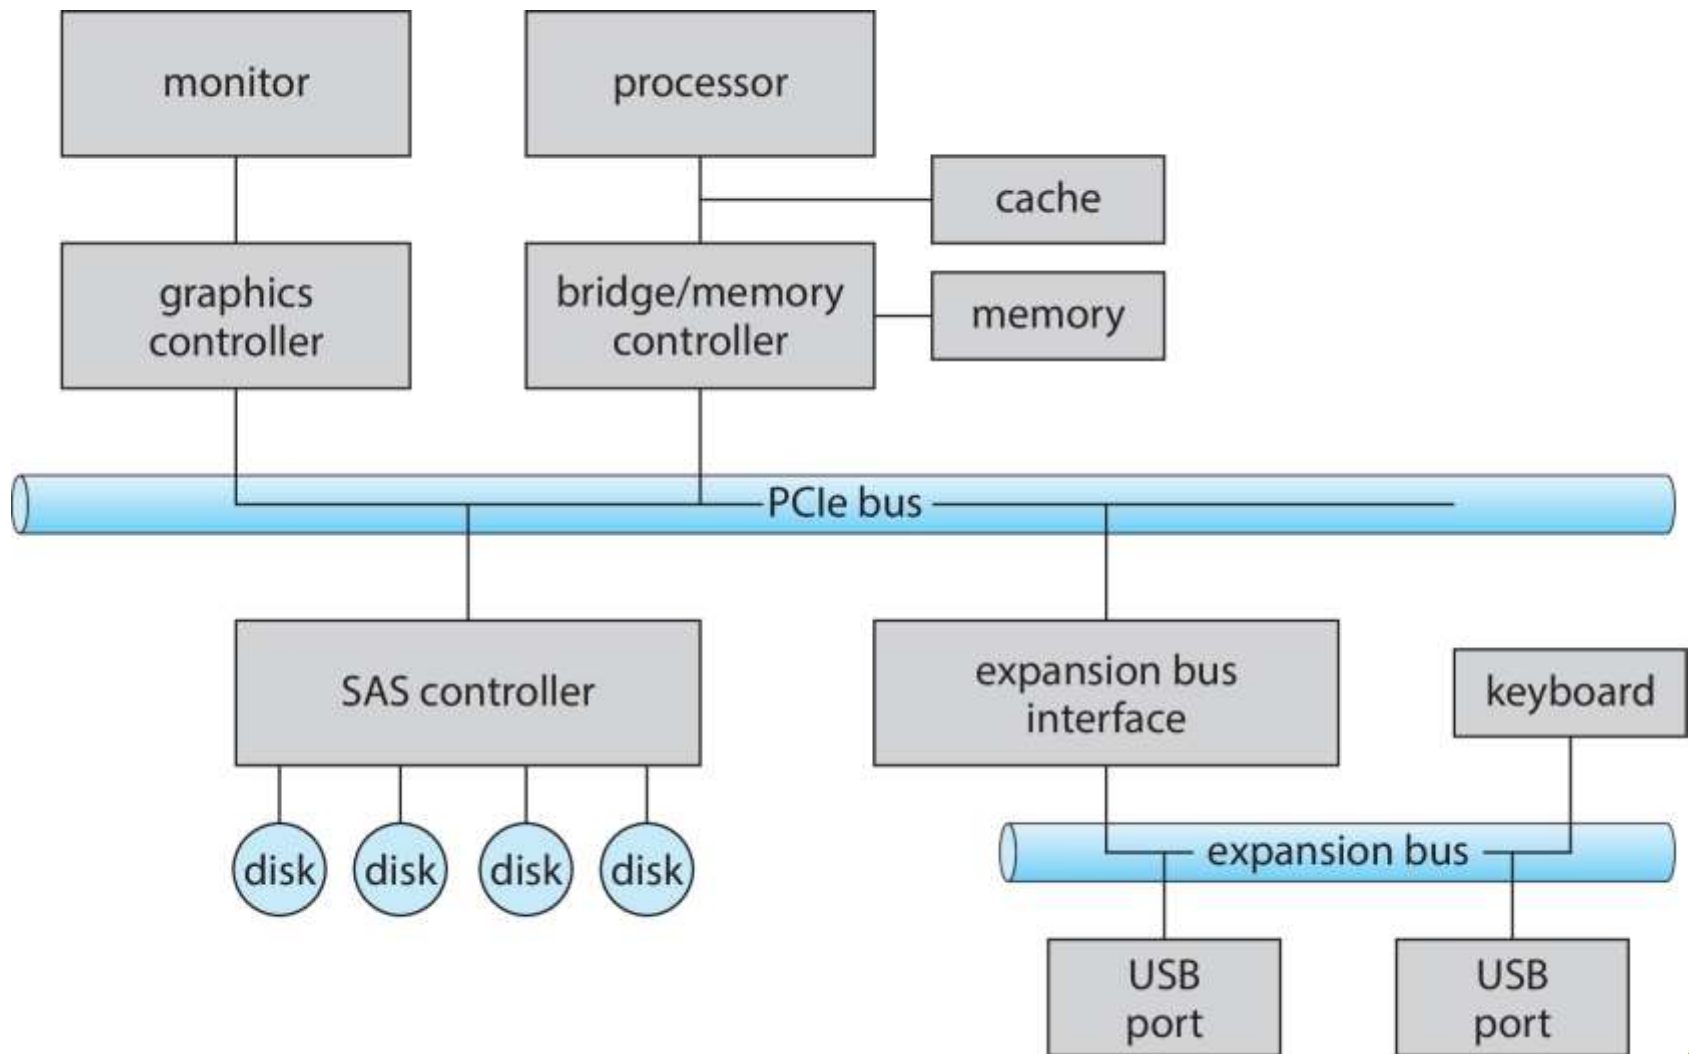 monitor
processor
cache
graphics
controller
bridge/memory
controller
memory
PCIe bus
SAS controller
expansion bus
interface
keyboard
disk
disk
disk
disk
expansion bus
USB
port
USB
port